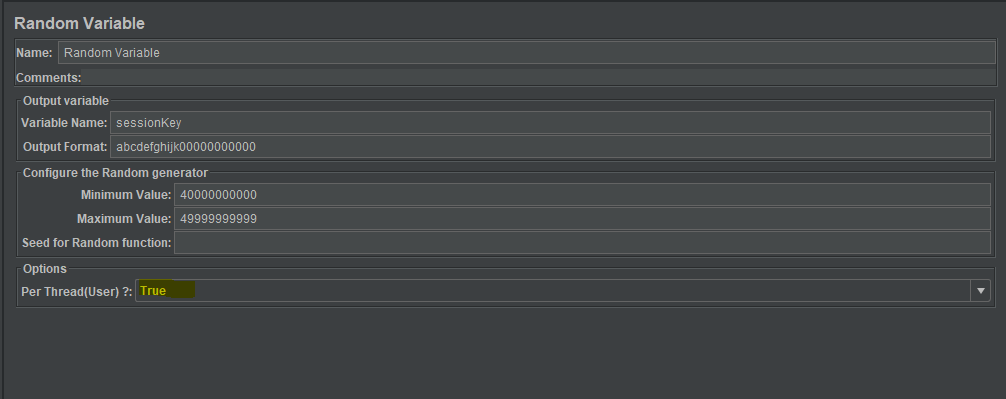 Random Variable
Name: Random Variable
Comments:
Output variable
Variable Name: sessionKey
Output Format: abcdefghijk00000000000
Configure the Random generator
Minimum Value: 40000000000
Maximum Value: 49999999999
Seed for Random function:
Options
Per Thread(User) ?: True